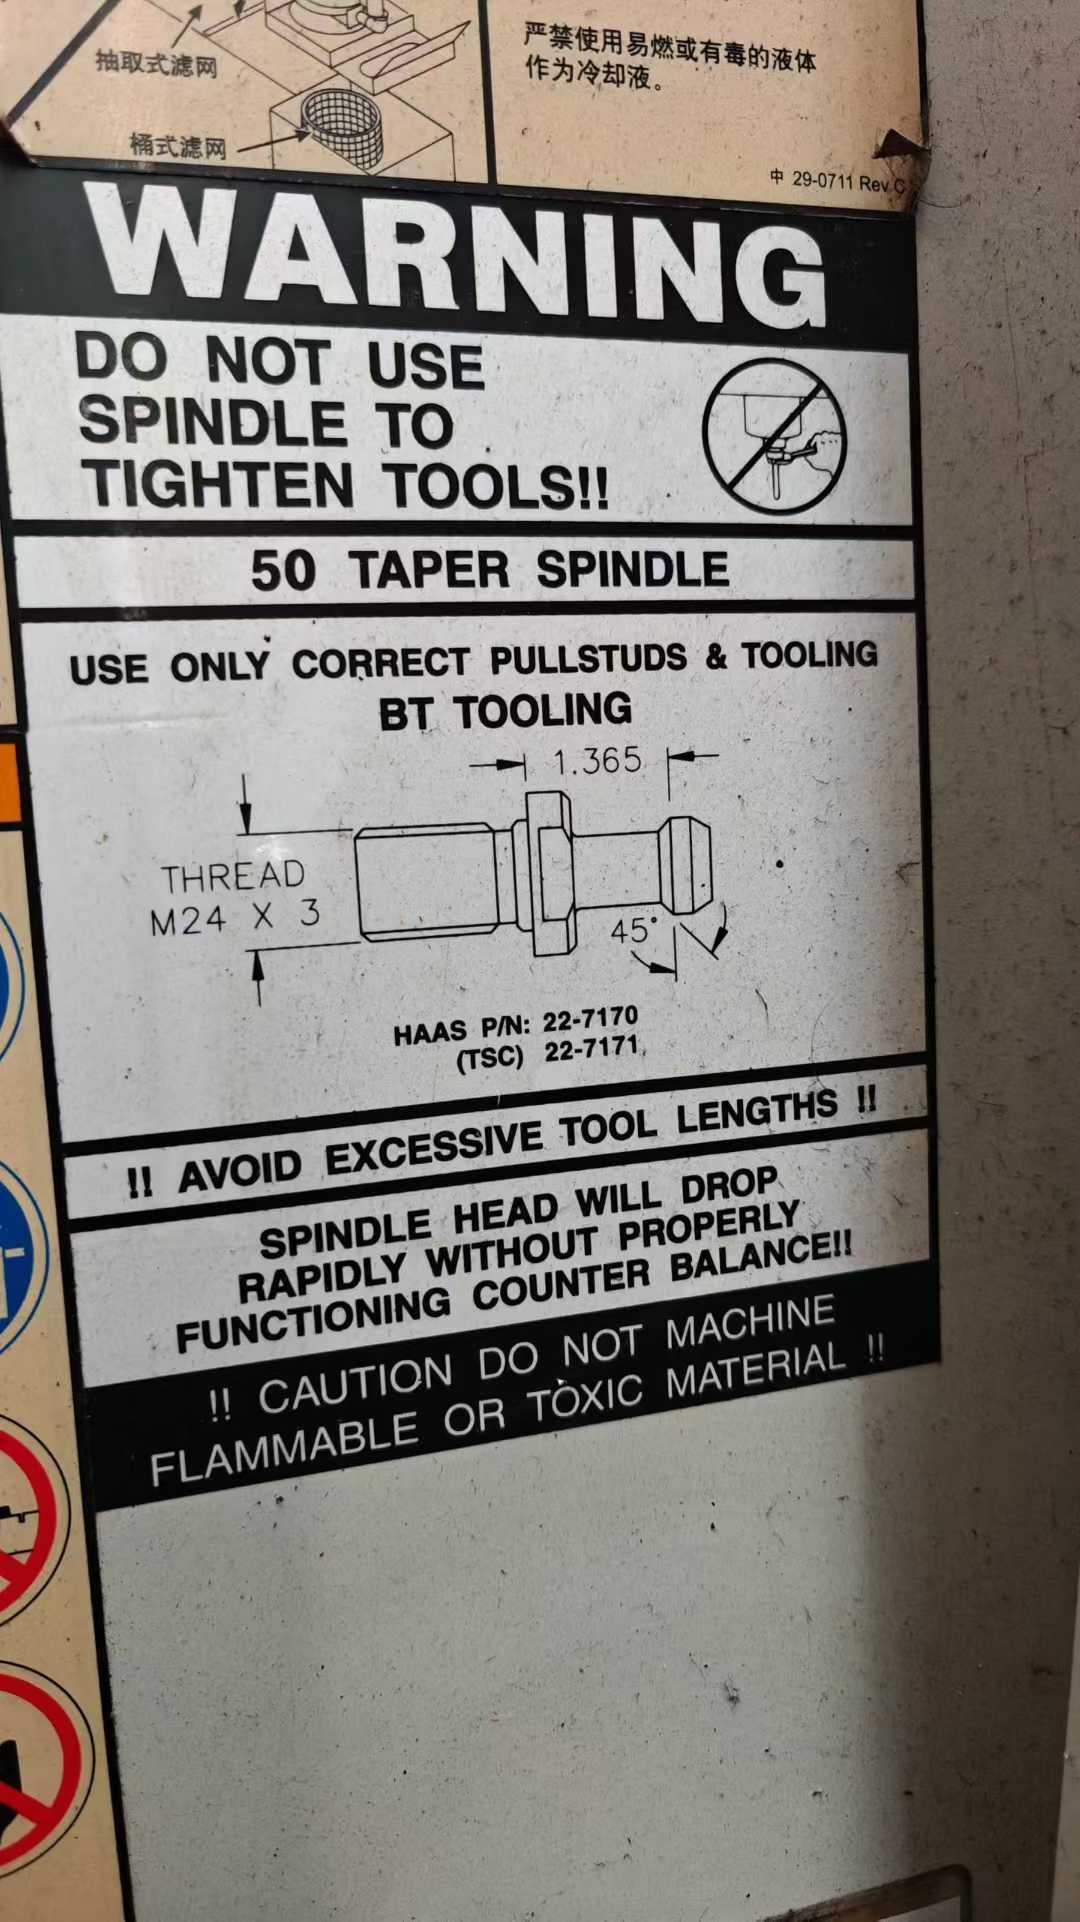 抽取式滤网
桶式滤网
严禁使用易燃或有毒的液体
作为冷却液。
中 29-0711 Rev C
WARNING
DO NOT USE
SPINDLE TO
TIGHTEN TOOLS!!
50 TAPER SPINDLE
USE ONLY CORRECT PULLSTUDS & TOOLING
BT TOOLING
1.365
THREAD
M24 X 3
45°
HAAS P/N: 22-7170
(TSC) 22-7171
!! AVOID EXCESSIVE TOOL LENGTHS !!
SPINDLE HEAD WILL DROP
RAPIDLY WITHOUT PROPERLY
FUNCTIONING COUNTER BALANCE!!
!! CAUTION DO NOT MACHINE
FLAMMABLE OR TOXIC MATERIAL !!